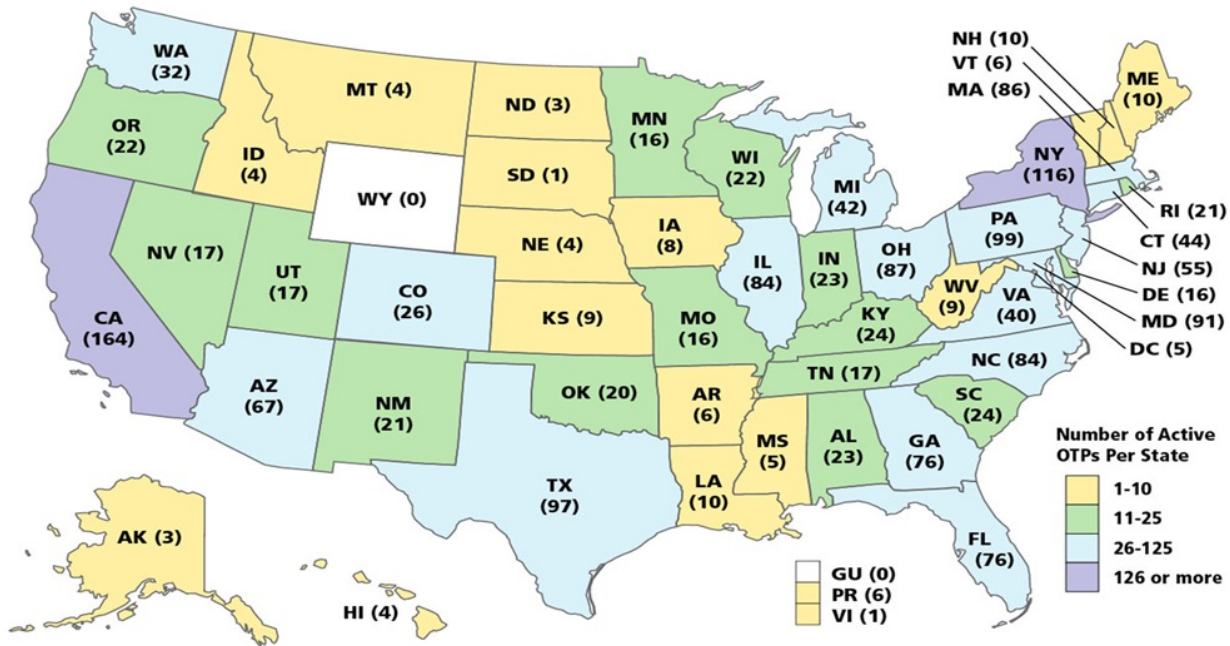 WA
(32)
MT (4)
ND (3)
MN
(16)
NH (10)
VT (6)
MA (86)
ME
(10)
OR
(22)
ID
(4)
SD (1)
WI
(22)
MI
(42)
NY
(116)
WY (0)
RI (21)
CT (44)
NJ (55)
DE (16)
MD (91)
DC (5)
NV (17)
UT
(17)
CO
(26)
NE (4)
IA
(8)
IL
(84)
IN
(23)
OH
(87)
PA
(99)
WV
(9)
VA
(40)
CA
(164)
KS (9)
MO
(16)
KY
(24)
NC (84)
TN (17)
SC
(24)
AZ
(67)
NM
(21)
OK (20)
AR
(6)
MS
(5)
AL
(23)
GA
(76)
TX
(97)
LA
(10)
FL
(76)
AK (3)
HI (4)
GU (0)
PR (6)
VI (1)
Number of Active
OTPs Per State
1-10
11-25
26-125
126 or more